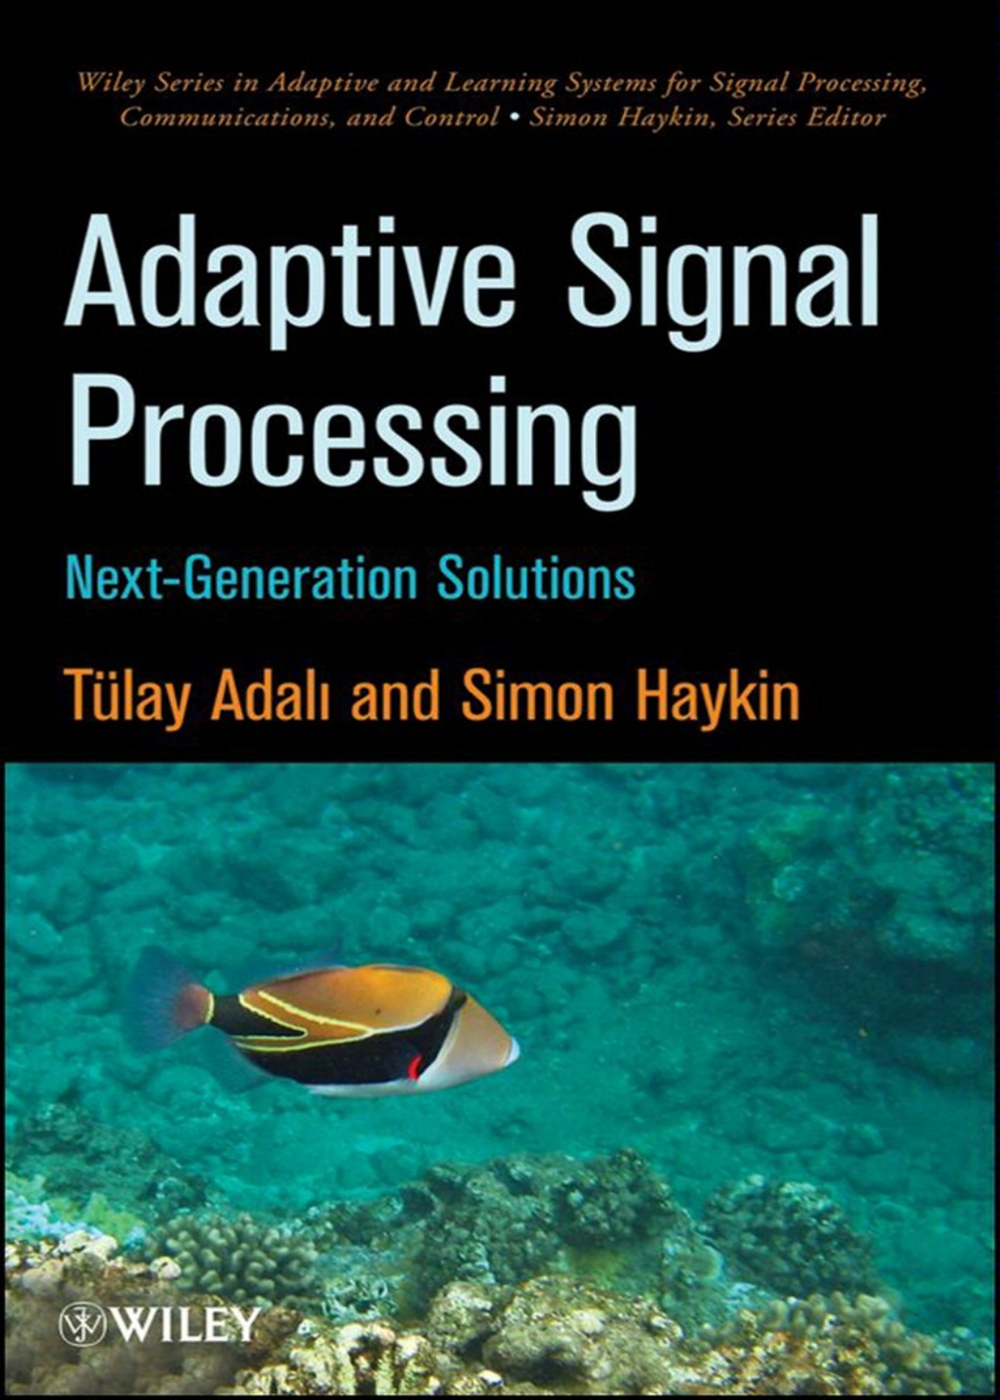 Wiley Series in Adaptive and Learning Systems for Signal Processing,
Communications, and Control • Simon Haykin, Series Editor
Adaptive Signal
Processing
Next-Generation Solutions
Tülay Adalı and Simon Haykin
WILEY